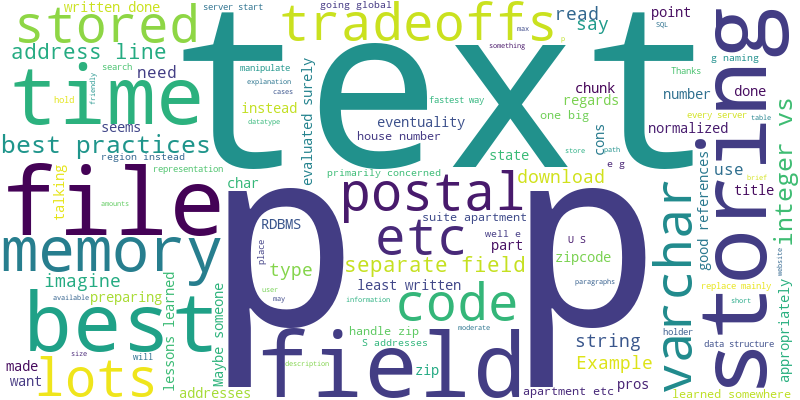 written done
server start
going global
stored
tradeoffs
read
point
say
SQL
max
something
p
text
address line
manipulate
search
need
explanation
cases
friendly
time
hold
datatype
instead
evaluated surely
fastest way
chunk
regards
one big
cons
number
done
g naming
Thanks
every server
table
storing
integer vs
seems
best practices
eventuality
house number
normalized
state
region instead
primarily concerned
e g
store
path
representation
talking
char
file
amounts
p p
postal
download
use
title
brief
good references
varchar
suite apartment
RDBMS
etc
well e
part
U S
place
type
memory
separate field
zipcode
paragraphs
imagine
user
may
least written
information
website
appropriately
available
preparing
lessons learned
Maybe someone
code
replace mainly
short
size
will
best
handle zip
S addresses
moderate
string
holder
data structure
made
want
lots
description
field
zip
Example
pros
addresses
apartment etc
learned somewhere